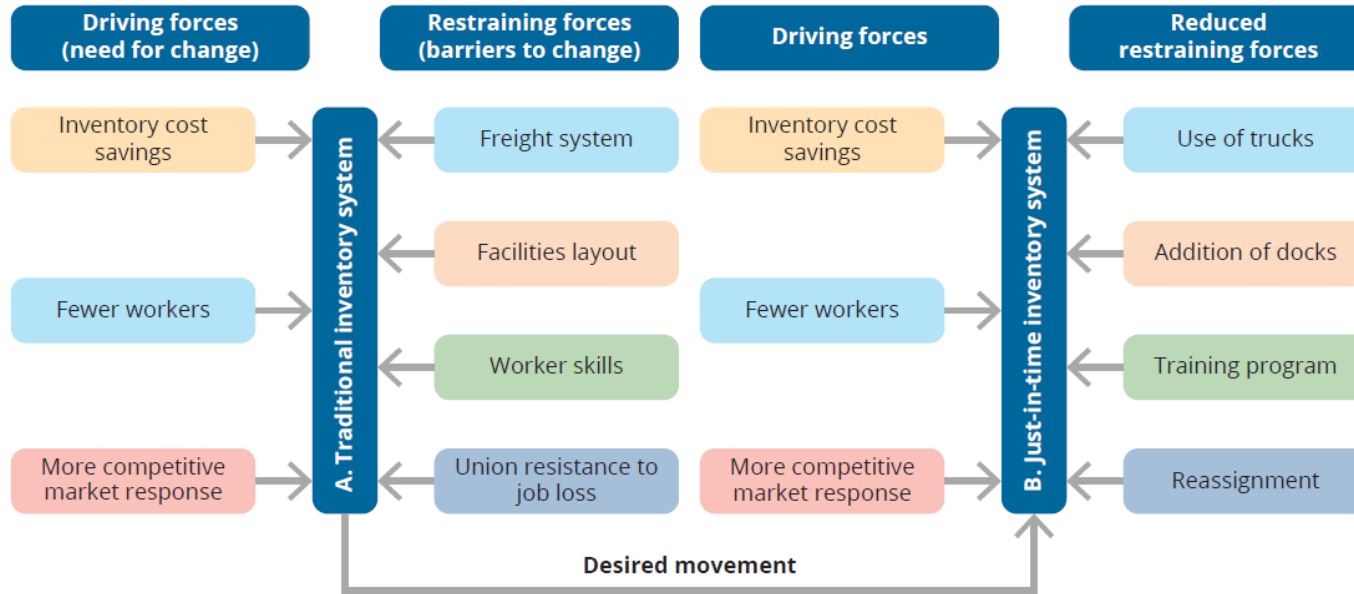 Driving forces
(need for change)
Restraining forces
(barriers to change)
Driving forces
Reduced
restraining forces
Inventory cost
savings
Fewer workers
More competitive
market response
A. Traditional inventory system
Freight system
Facilities layout
Worker skills
Union resistance to
job loss
Inventory cost
savings
Fewer workers
More competitive
market response
B. Just-in-time inventory system
Use of trucks
Addition of docks
Training program
Reassignment
Desired movement